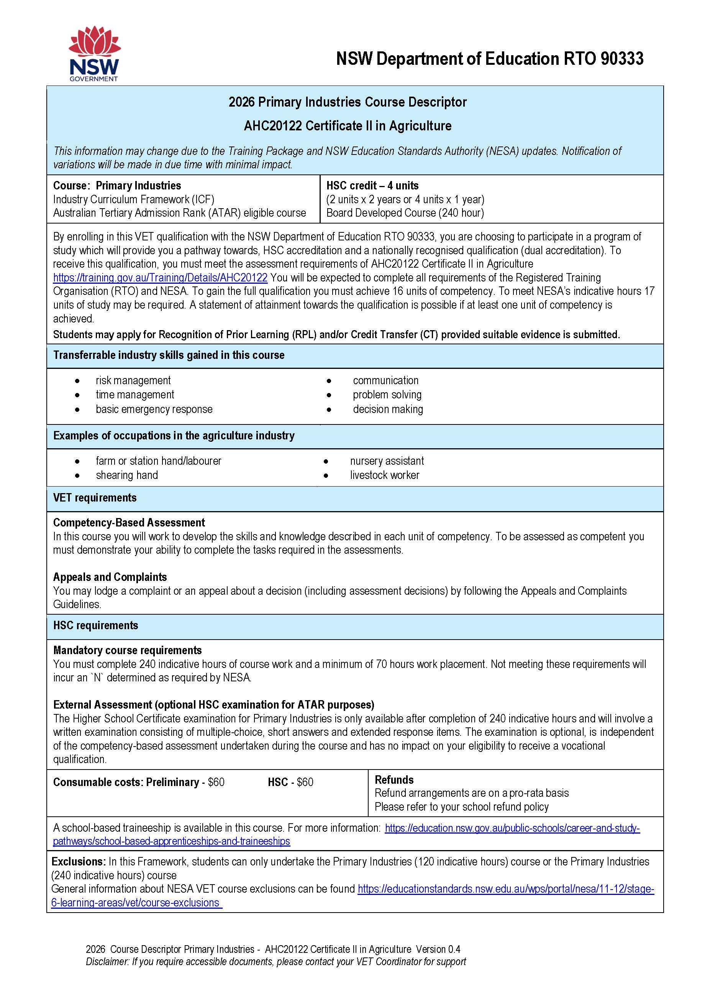 NSW
GOVERNMENT
NSW Department of Education RTO 90333
2026 Primary Industries Course Descriptor
AHC20122 Certificate II in Agriculture
This information may change due to the Training Package and NSW Education Standards Authority (NESA) updates. Notification of
variations will be made in due time with minimal impact.
Course:  Primary Industries
Industry Curriculum Framework (ICF)
Australian Tertiary Admission Rank (ATAR) eligible course
HSC credit – 4 units
(2 units x 2 years or 4 units x 1 year)
Board Developed Course (240 hour)
By enrolling in this VET qualification with the NSW Department of Education RTO 90333, you are choosing to participate in a program of
study which will provide you a pathway towards, HSC accreditation and a nationally recognised qualification (dual accreditation). To
receive this qualification, you must meet the assessment requirements of AHC20122 Certificate II in Agriculture
https://training.gov.au/Training/Details/AHC20122 You will be expected to complete all requirements of the Registered Training
Organisation (RTO) and NESA. To gain the full qualification you must achieve 16 units of competency. To meet NESA’s indicative hours 17
units of study may be required. A statement of attainment towards the qualification is possible if at least one unit of competency is
achieved.
Students may apply for Recognition of Prior Learning (RPL) and/or Credit Transfer (CT) provided suitable evidence is submitted.
Transferrable industry skills gained in this course
• risk management
• time management
• basic emergency response
• communication
• problem solving
• decision making
Examples of occupations in the agriculture industry
• farm or station hand/labourer
• shearing hand
• nursery assistant
• livestock worker
VET requirements
Competency-Based Assessment
In this course you will work to develop the skills and knowledge described in each unit of competency. To be assessed as competent you
must demonstrate your ability to complete the tasks required in the assessments.
Appeals and Complaints
You may lodge a complaint or an appeal about a decision (including assessment decisions) by following the Appeals and Complaints
Guidelines.
HSC requirements
Mandatory course requirements
You must complete 240 indicative hours of course work and a minimum of 70 hours work placement. Not meeting these requirements will
incur an `N` determined as required by NESA.
External Assessment (optional HSC examination for ATAR purposes)
The Higher School Certificate examination for Primary Industries is only available after completion of 240 indicative hours and will involve a
written examination consisting of multiple-choice, short answers and extended response items. The examination is optional, is independent
of the competency-based assessment undertaken during the course and has no impact on your eligibility to receive a vocational
qualification.
Consumable costs: Preliminary - $60 HSC - $60
Refunds
Refund arrangements are on a pro-rata basis
Please refer to your school refund policy
A school-based traineeship is available in this course. For more information: https://education.nsw.gov.au/public-schools/career-and-study-
pathways/school-based-apprenticeships-and-traineeships
Exclusions: In this Framework, students can only undertake the Primary Industries (120 indicative hours) course or the Primary Industries
(240 indicative hours) course
General information about NESA VET course exclusions can be found https://educationstandards.nsw.edu.au/wps/portal/nesa/11-12/stage-
6-learning-areas/vet/course-exclusions
2026 Course Descriptor Primary Industries - AHC20122 Certificate II in Agriculture Version 0.4
Disclaimer: If you require accessible documents, please contact your VET Coordinator for support